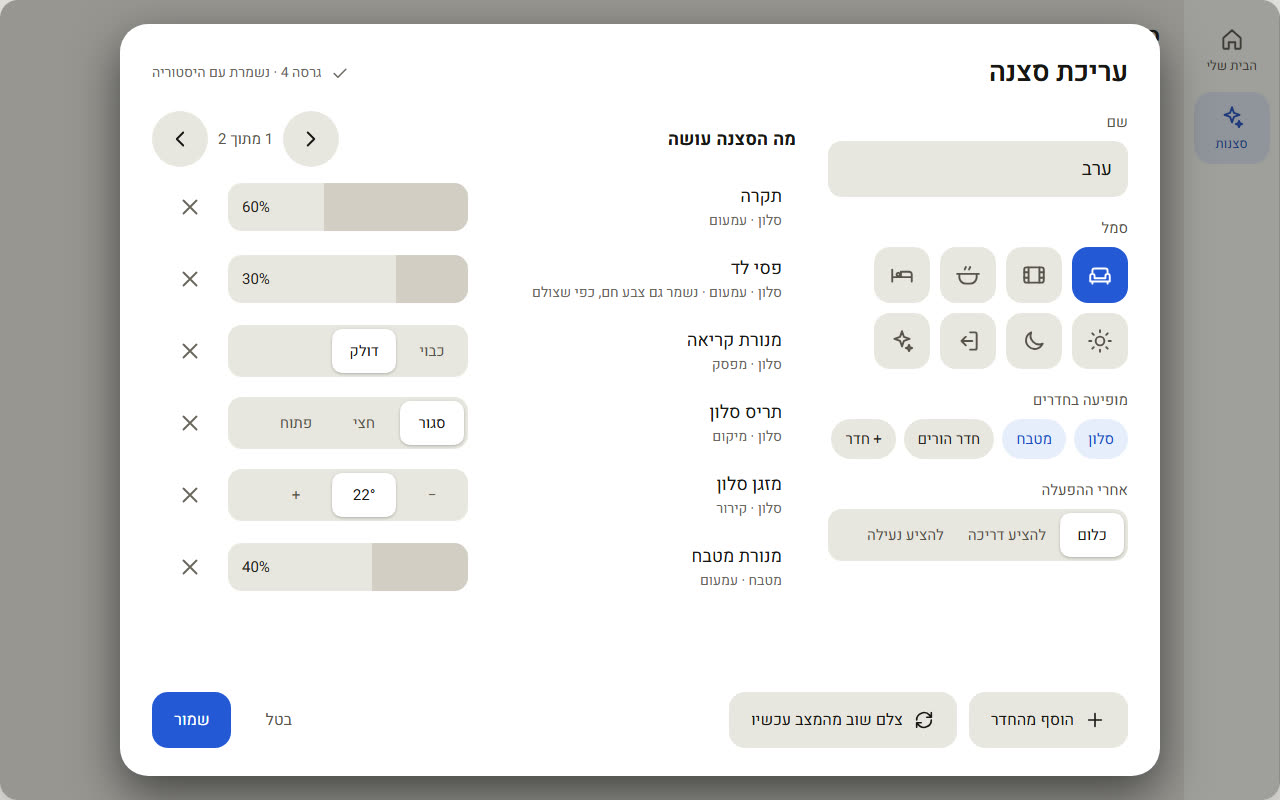 הבית שלי
סצנות
עריכת סצנה
גרסה 4 · נשמרת עם היסטוריה
שם
ערב
סמל
מופיעה בחדרים
סלון
מטבח
חדר הורים
+ חדר
אחרי ההפעלה
כלום
להציע דריכה
להציע נעילה
מה הסצנה עושה
1 מתוך 2
תקרה
סלון · עמעום
60%
פסי לד
סלון · עמעום · נשמר גם צבע חם, כפי שצולם
30%
מנורת קריאה
סלון · מפסק
כבוי
דולק
תריס סלון
סלון · מיקום
סגור
חצי
פתוח
מזגן סלון
סלון · קירור
−
22°
+
מנורת מטבח
מטבח · עמעום
40%
הוסף מהחדר
צלם שוב מהמצב עכשיו
בטל
שמור